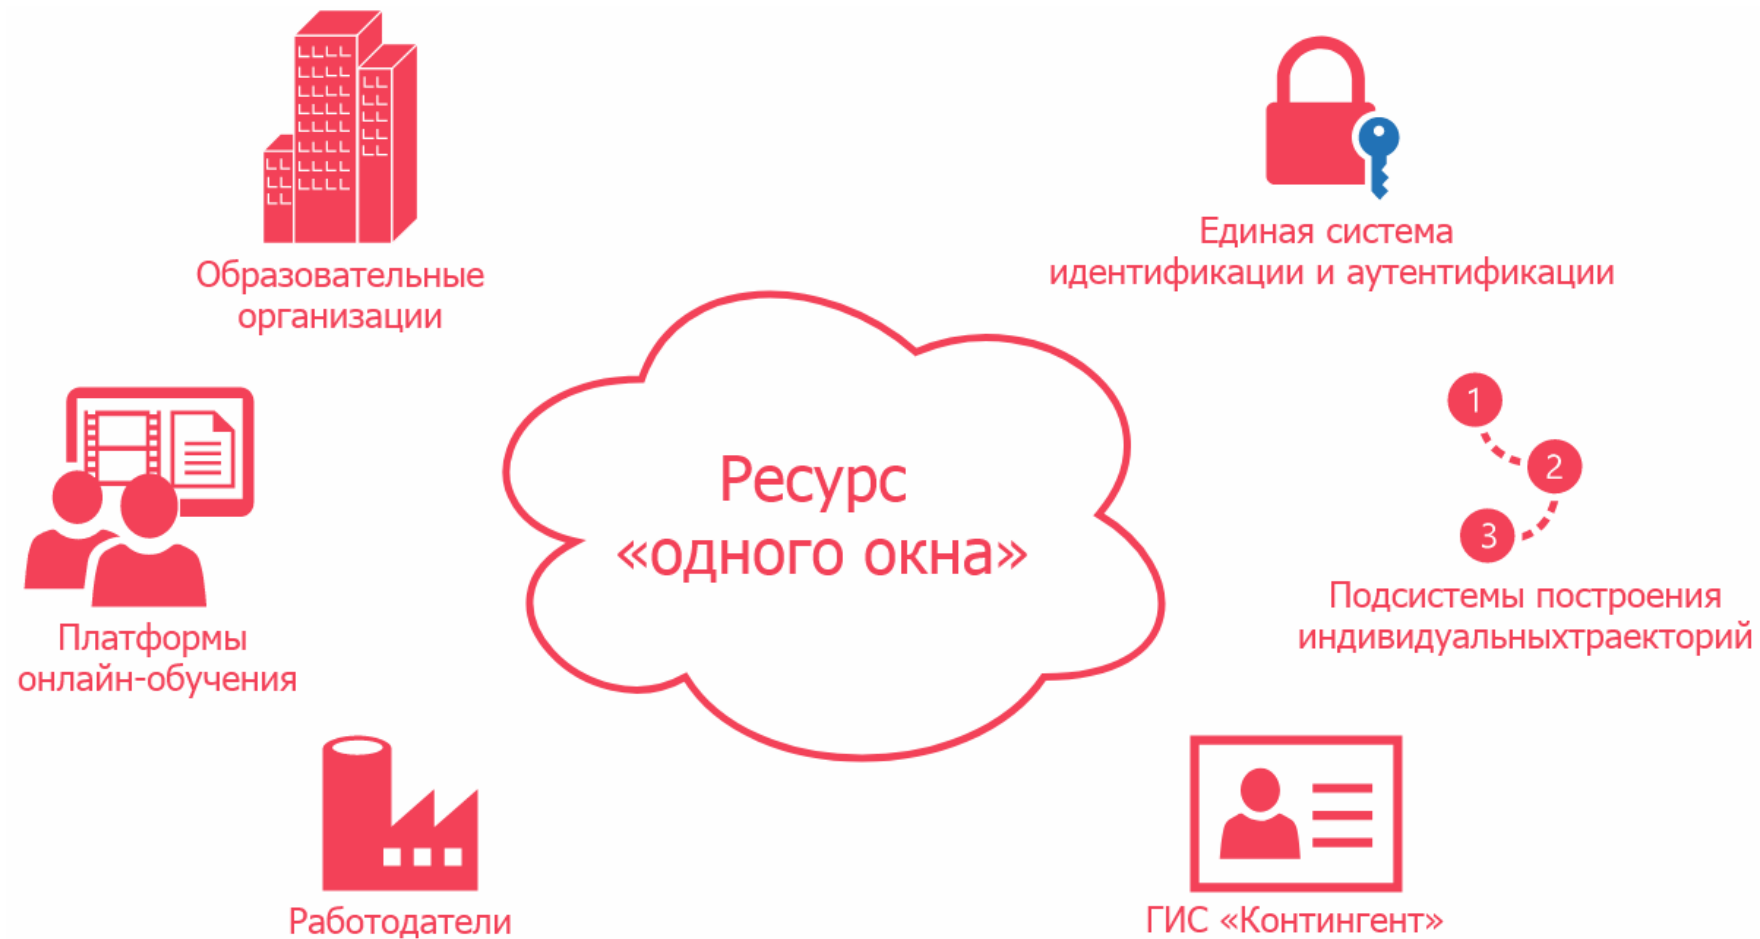 Образовательные
организации
Единая система
идентификации и аутентификации
Ресурс
«одного окна»
1
2
3
Платформы
онлайн-обучения
Подсистемы построения
индивидуальныхтраекторий
Работодатели
ГИС «Контингент»